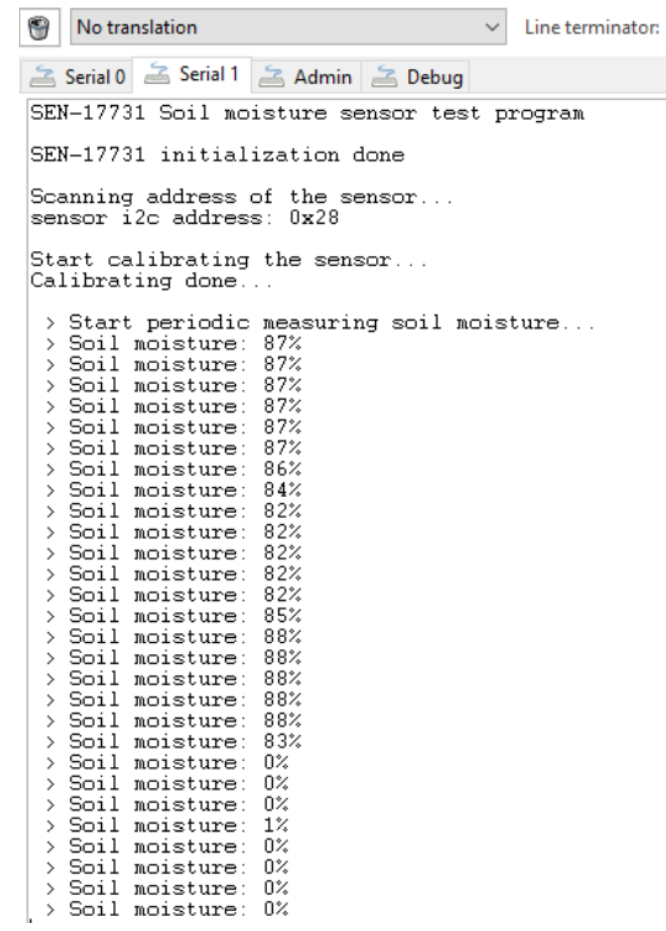 No translation
Line terminator:
Serial 0
Serial 1
Admin
Debug
SEN-17731 Soil moisture sensor test program
SEN-17731 initialization done
Scanning address of the sensor...
sensor i2c address: 0x28
Start calibrating the sensor...
Calibrating done...
> Start periodic measuring soil moisture...
> Soil moisture: 87%
> Soil moisture: 87%
> Soil moisture: 87%
> Soil moisture: 87%
> Soil moisture: 87%
> Soil moisture: 87%
> Soil moisture: 86%
> Soil moisture: 84%
> Soil moisture: 82%
> Soil moisture: 82%
> Soil moisture: 82%
> Soil moisture: 82%
> Soil moisture: 82%
> Soil moisture: 85%
> Soil moisture: 88%
> Soil moisture: 88%
> Soil moisture: 88%
> Soil moisture: 88%
> Soil moisture: 88%
> Soil moisture: 83%
> Soil moisture: 0%
> Soil moisture: 0%
> Soil moisture: 0%
> Soil moisture: 1%
> Soil moisture: 0%
> Soil moisture: 0%
> Soil moisture: 0%
> Soil moisture: 0%